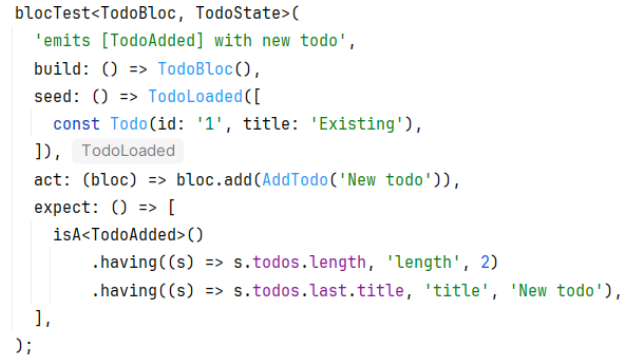 blocTest<TodoBloc, TodoState>(
  'emits [TodoAdded] with new todo',
  build: () => TodoBloc(),
  seed: () => TodoLoaded([
    const Todo(id: '1', title: 'Existing'),
  ]), TodoLoaded
  act: (bloc) => bloc.add(AddTodo('New todo')),
  expect: () => [
    isA<TodoAdded>()
        .having((s) => s.todos.length, 'length', 2)
        .having((s) => s.todos.last.title, 'title', 'New todo'),
  ],
);